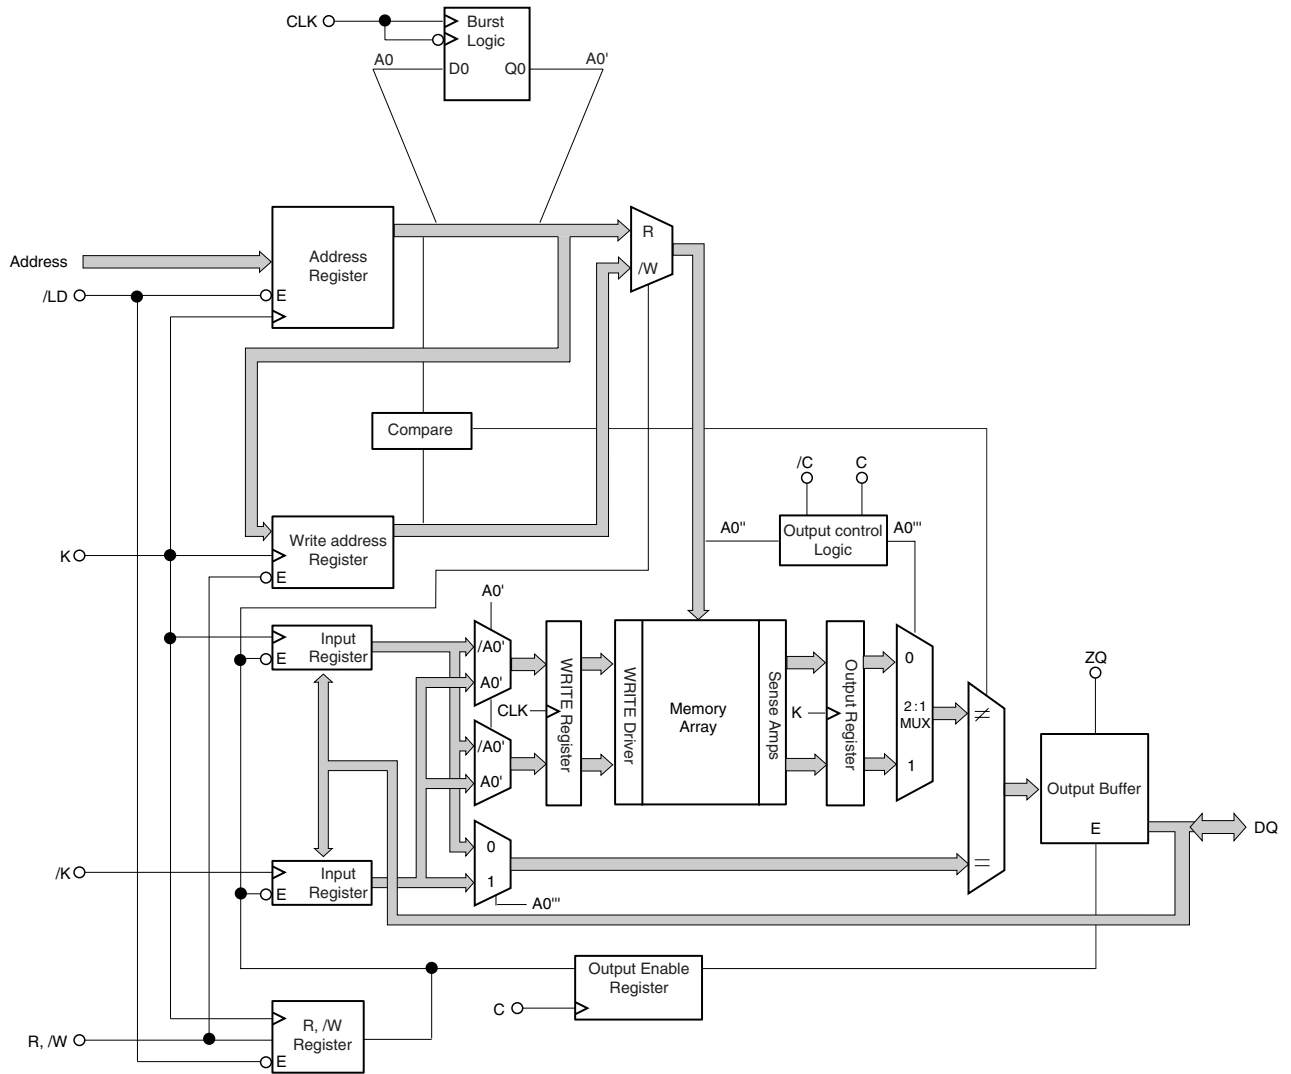 CLK
Burst
Logic
A0
D0
Q0
A0'
Address
Register
R
/W
Address
/LD
E
Compare
/C
C
Output control
Logic
A0''
A0'''
Write address
Register
K
E
A0'
Input
Register
E
/A0'
A0'
CLK
/A0'
A0'
WRITE Register
WRITE Driver
Memory
Array
Sense Amps
K
Output Register
0
2:1
MUX
1
≠
=
ZQ
Output Buffer
E
DQ
/K
Input
Register
E
0
1
A0'''
Output Enable
Register
C
R, /W
R, /W
Register
E